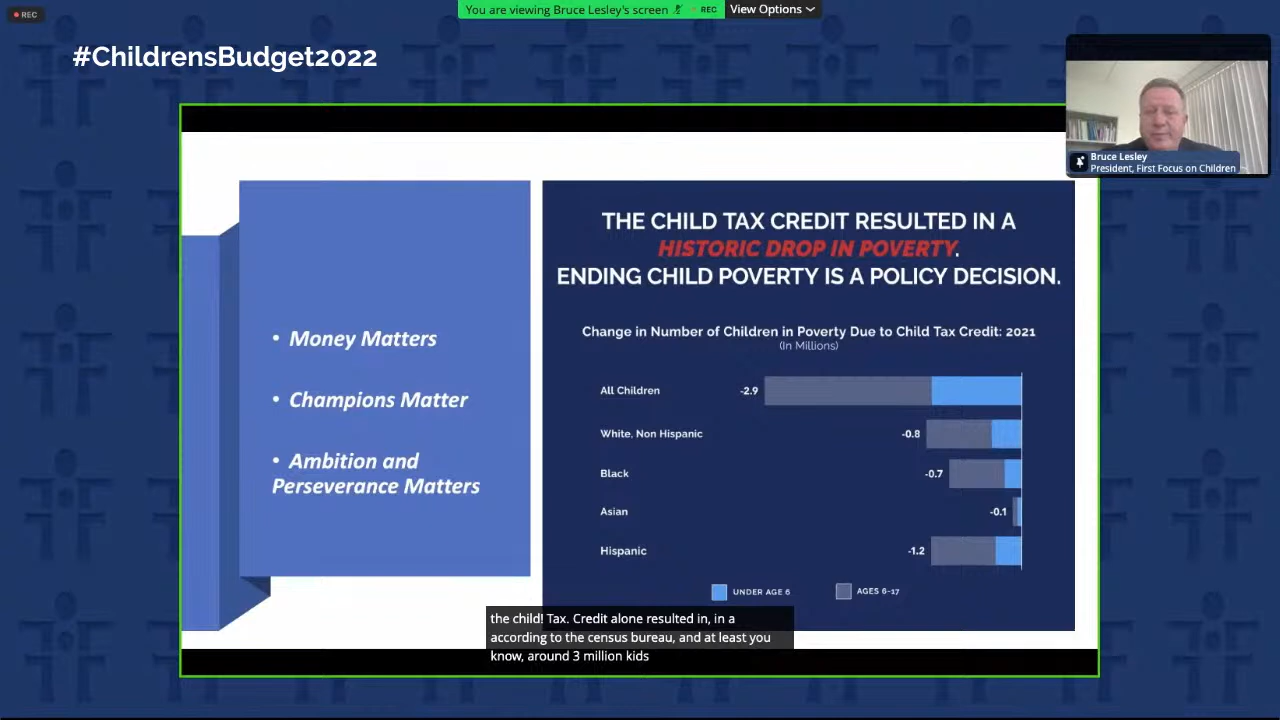 REC
You are viewing Bruce Lesley's screen
REC
View Options
#ChildrensBudget2022
Bruce Lesley
President, First Focus on Children
• Money Matters
• Champions Matter
• Ambition and
Perseverance Matters
THE CHILD TAX CREDIT RESULTED IN A
HISTORIC DROP IN POVERTY.
ENDING CHILD POVERTY IS A POLICY DECISION.
Change in Number of Children in Poverty Due to Child Tax Credit: 2021
(In Millions)
All Children -2.9
White, Non Hispanic -0.8
Black -0.7
Asian -0.1
Hispanic -1.2
UNDER AGE 6 AGES 6-17
the child! Tax. Credit alone resulted in, in a
according to the census bureau, and at least you
know, around 3 million kids